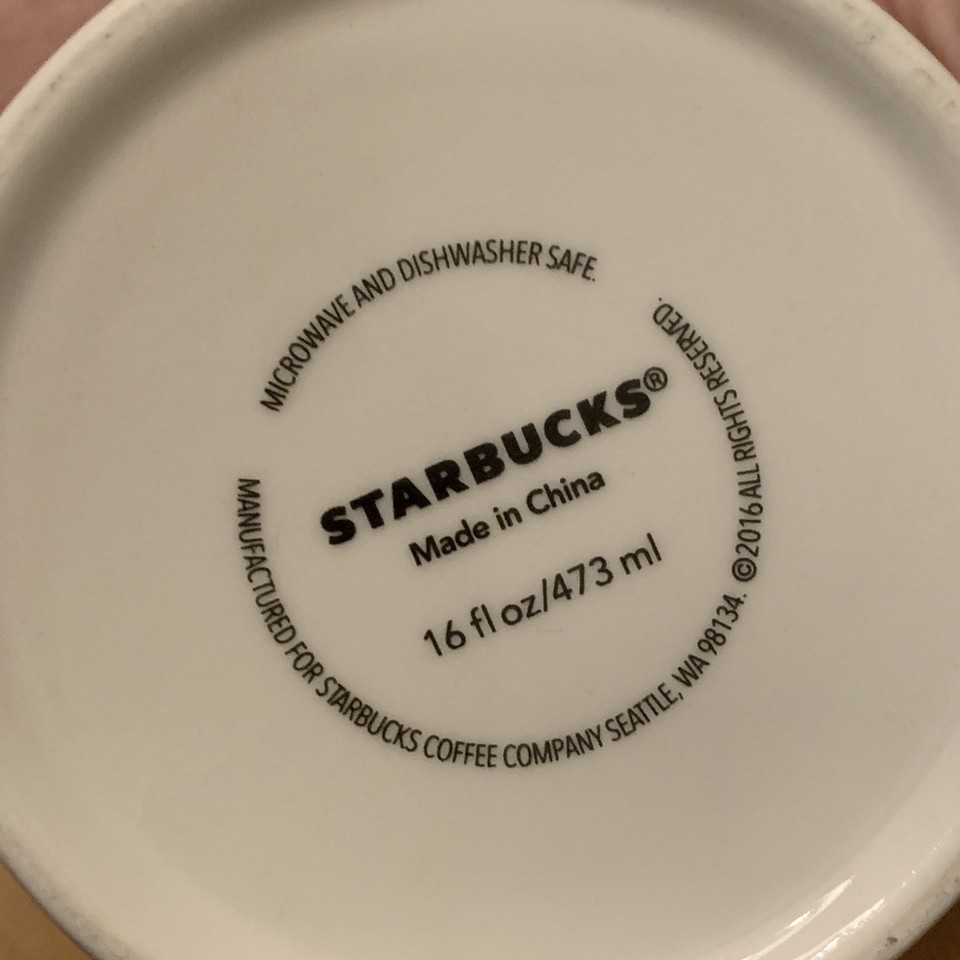 MICROWAVE AND DISHWASHER SAFE.
STARBUCKS®
Made in China
16 fl oz/473 ml
MANUFACTURED FOR STARBUCKS COFFEE COMPANY SEATTLE, WA 98134. ©2016 ALL RIGHTS RESERVED.